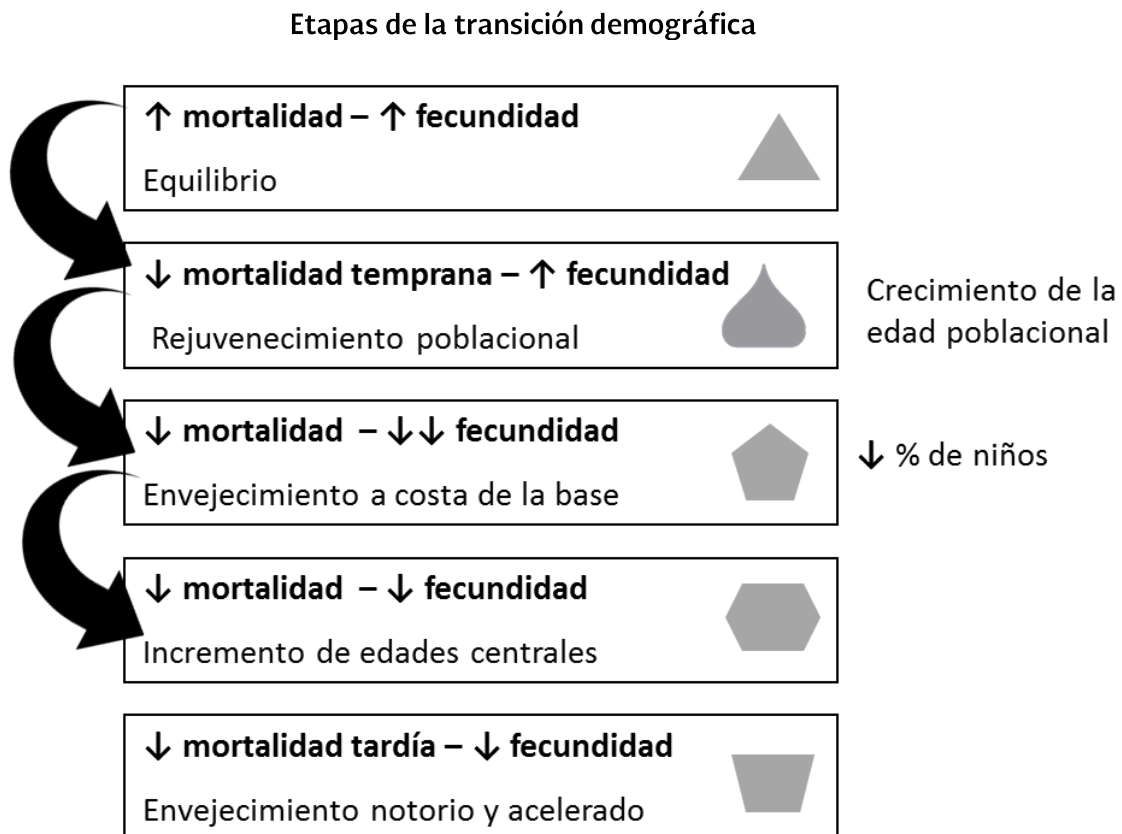 Etapas de la transición demográfica
↑ mortalidad – ↑ fecundidad
Equilibrio
↓ mortalidad temprana – ↑ fecundidad
Rejuvenecimiento poblacional
Crecimiento de la
edad poblacional
↓ mortalidad – ↓↓ fecundidad
Envejecimiento a costa de la base
↓ % de niños
↓ mortalidad – ↓ fecundidad
Incremento de edades centrales
↓ mortalidad tardía – ↓ fecundidad
Envejecimiento notorio y acelerado